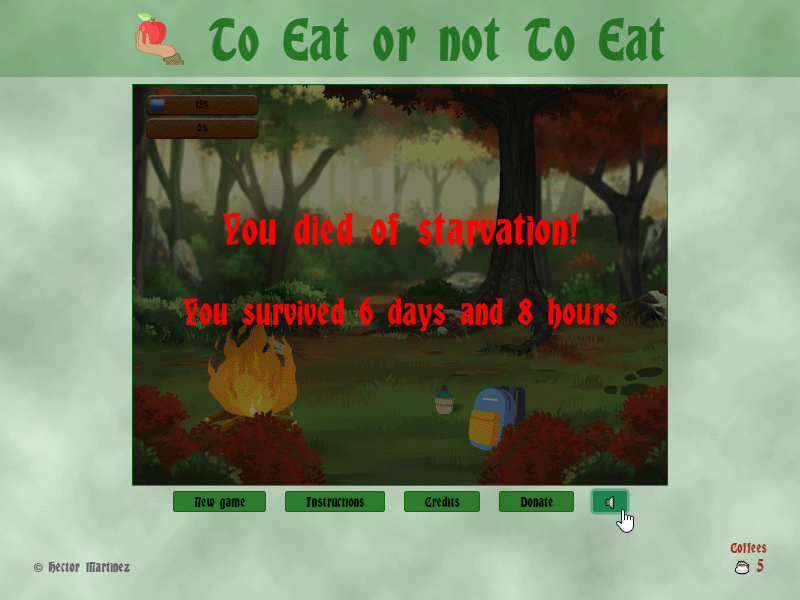 To Eat or not To Eat
15%
0%
You died of starvation!
You survived 6 days and 8 hours
New game
Instructions
Credits
Donate
Coffees
5
© Hector Martinez